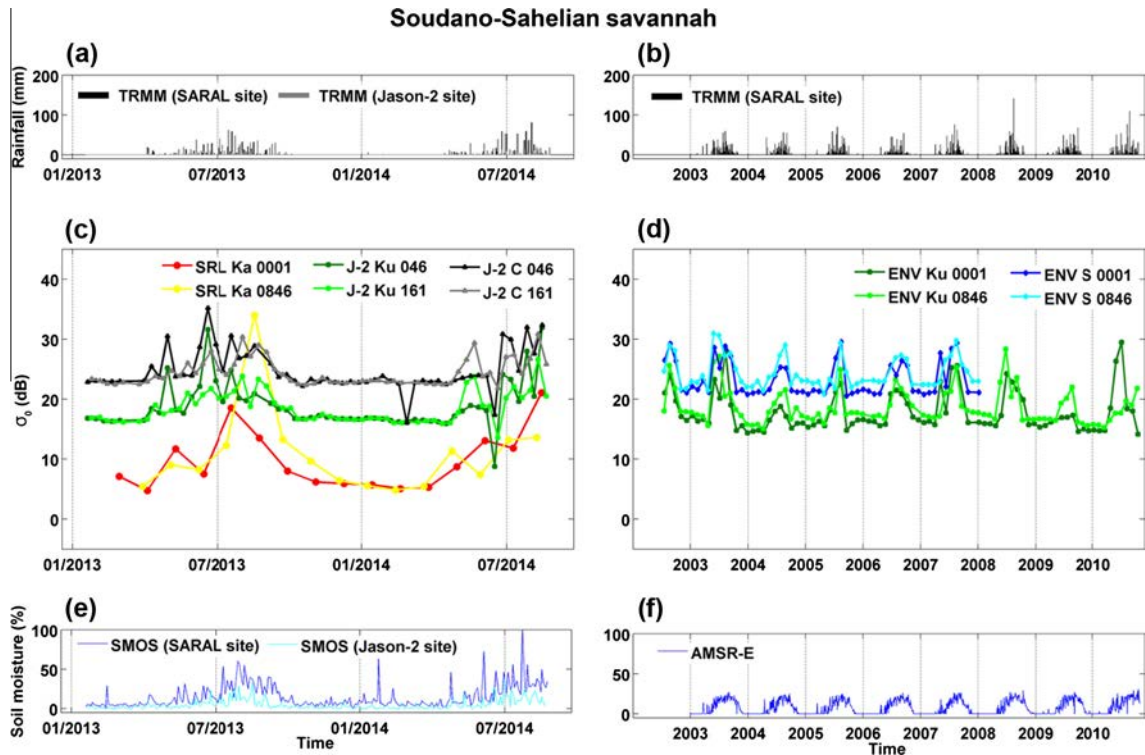 Soudano-Sahelian savannah
(a)
Rainfall (mm)
200
100
0
TRMM (SARAL site)
TRMM (Jason-2 site)
01/2013
07/2013
01/2014
07/2014
(b)
200
100
0
TRMM (SARAL site)
2003
2004
2005
2006
2007
2008
2009
2010
(c)
σ0 (dB)
40
30
20
10
0
SRL Ka 0001
J-2 Ku 046
J-2 C 046
SRL Ka 0846
J-2 Ku 161
J-2 C 161
01/2013
07/2013
01/2014
07/2014
(d)
40
30
20
10
0
ENV Ku 0001
ENV S 0001
ENV Ku 0846
ENV S 0846
2003
2004
2005
2006
2007
2008
2009
2010
(e)
Soil moisture (%)
100
50
0
SMOS (SARAL site)
SMOS (Jason-2 site)
01/2013
07/2013
01/2014
07/2014
Time
(f)
100
50
0
AMSR-E
2003
2004
2005
2006
2007
2008
2009
2010
Time